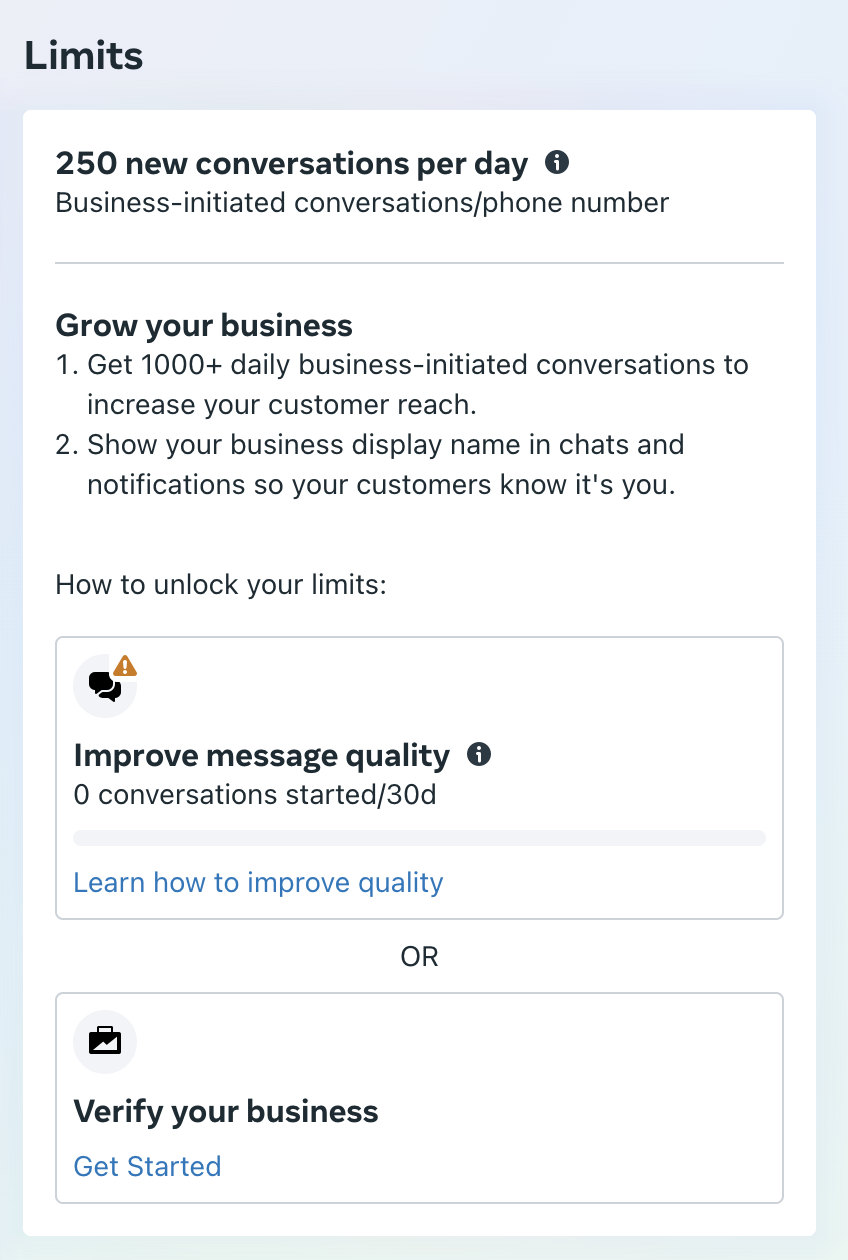 Limits
250 new conversations per day
Business-initiated conversations/phone number
Grow your business
1. Get 1000+ daily business-initiated conversations to
increase your customer reach.
2. Show your business display name in chats and
notifications so your customers know it's you.
How to unlock your limits:
Improve message quality
0 conversations started/30d
Learn how to improve quality
OR
Verify your business
Get Started